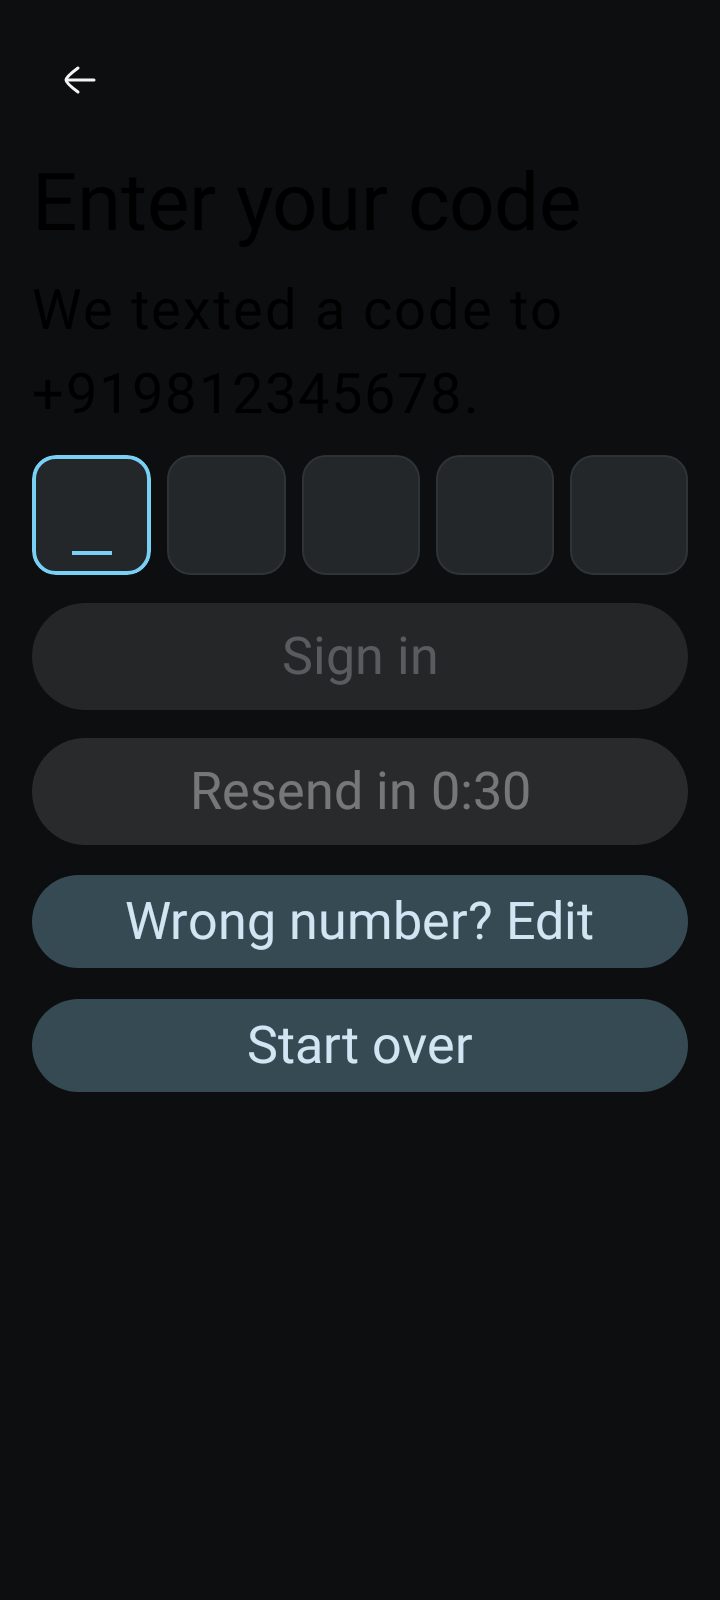 Enter your code
We texted a code to
+919812345678.
Sign in
Resend in 0:30
Wrong number? Edit
Start over